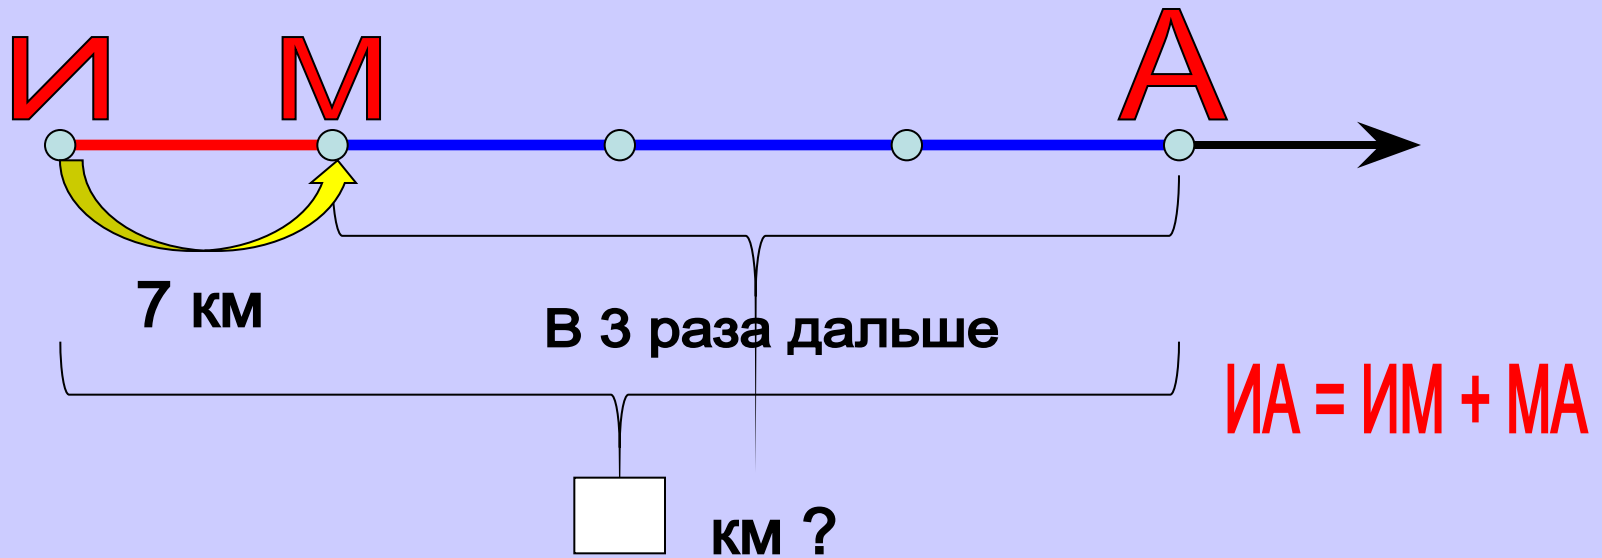 И М А
7 км
В 3 раза дальше
ИА = ИМ + МА
км ?